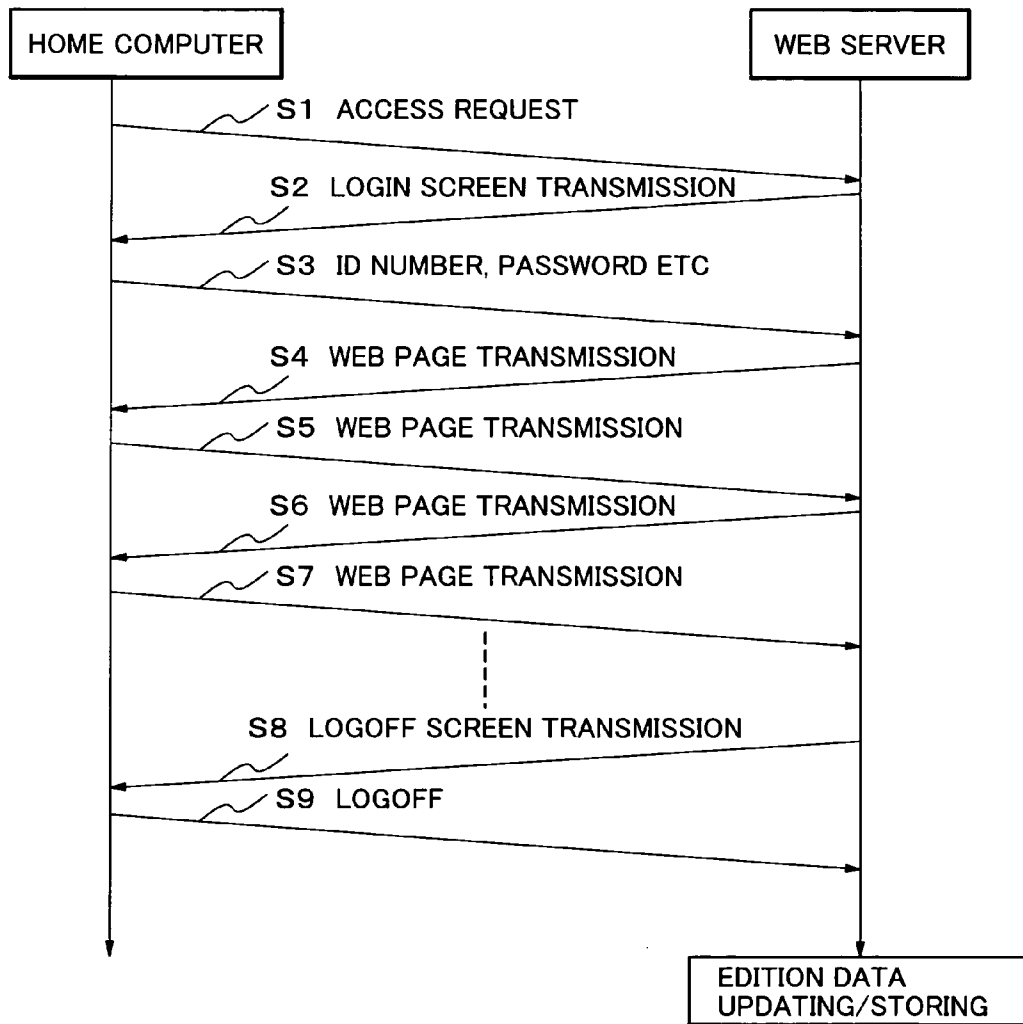 HOME COMPUTER
WEB SERVER
S1 ACCESS REQUEST
S2 LOGIN SCREEN TRANSMISSION
S3 ID NUMBER, PASSWORD ETC
S4 WEB PAGE TRANSMISSION
S5 WEB PAGE TRANSMISSION
S6 WEB PAGE TRANSMISSION
S7 WEB PAGE TRANSMISSION
S8 LOGOFF SCREEN TRANSMISSION
S9 LOGOFF
EDITION DATA
UPDATING/STORING